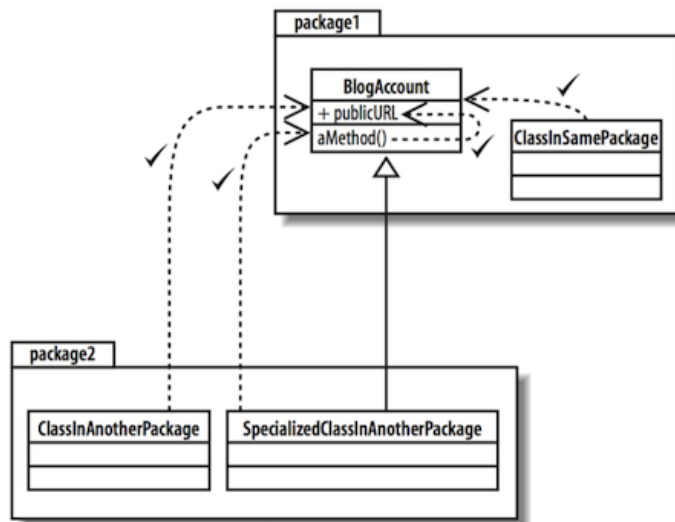 package1
BlogAccount
+ publicURL
aMethod()
ClassInSamePackage
package2
ClassInAnotherPackage
SpecializedClassInAnotherPackage